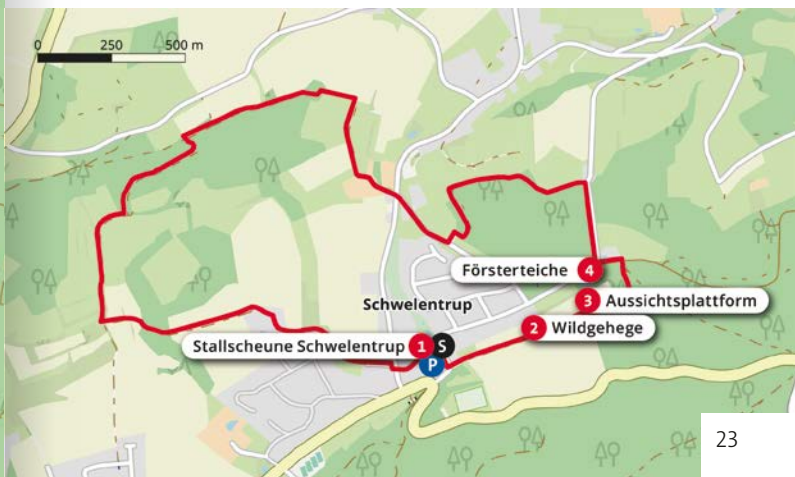 0 250 500 m
Försterteiche 4
3 Aussichtsplattform
Schwelentrup
2 Wildgehege
Stallscheune Schwelentrup 1 S
P
23